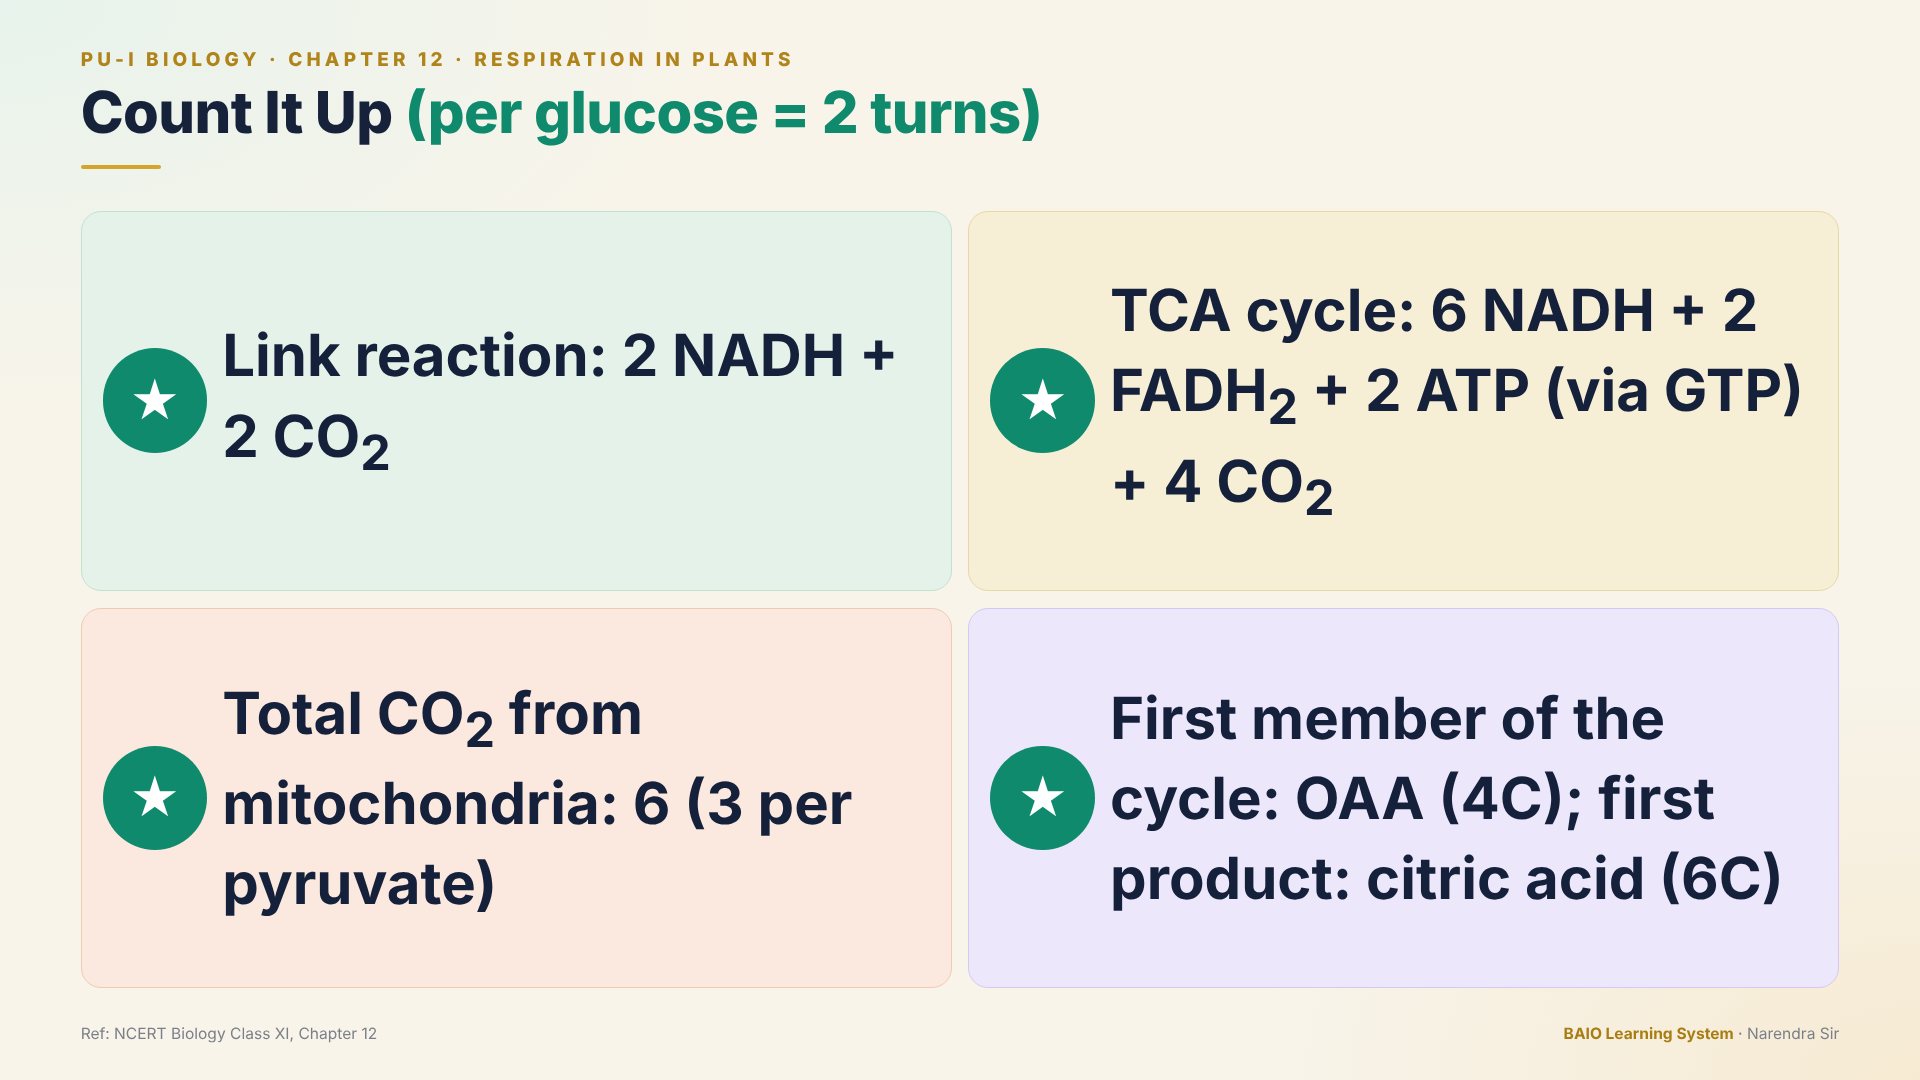 PU-I BIOLOGY · CHAPTER 12 · RESPIRATION IN PLANTS
Count It Up (per glucose = 2 turns)
★ Link reaction: 2 NADH +
2 CO₂
★ TCA cycle: 6 NADH + 2
FADH₂ + 2 ATP (via GTP)
+ 4 CO₂
★ Total CO₂ from
mitochondria: 6 (3 per
pyruvate)
★ First member of the
cycle: OAA (4C); first
product: citric acid (6C)
Ref: NCERT Biology Class XI, Chapter 12
BAIO Learning System · Narendra Sir